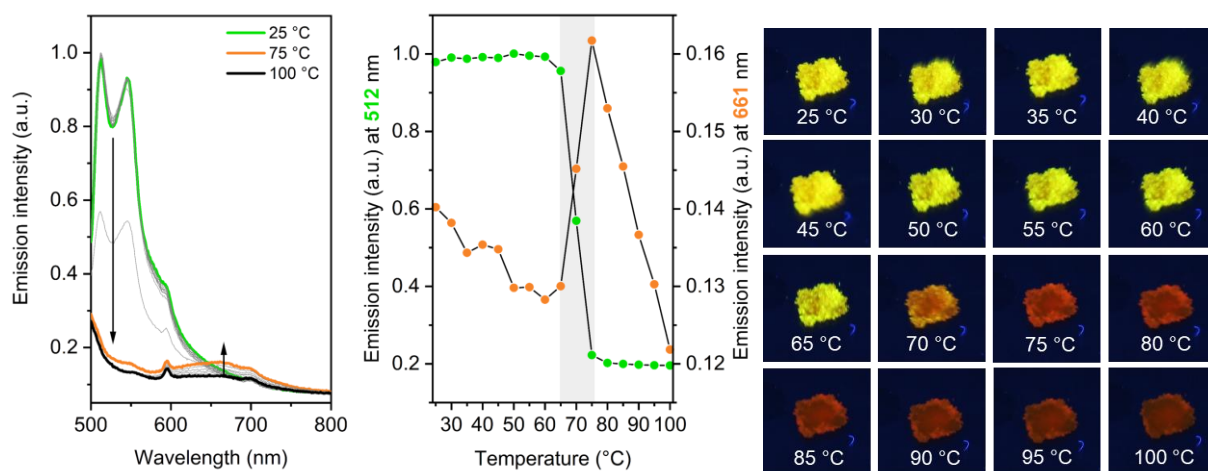 Emission intensity (a.u.)
1.0
0.8
0.6
0.4
0.2
25 °C
75 °C
100 °C
500
600
700
800
Wavelength (nm)
Emission intensity (a.u.) at 512 nm
1.0
0.8
0.6
0.4
0.2
30 40 50 60 70 80 90 100
Temperature (°C)
0.16
0.15
0.14
0.13
0.12
Emission intensity (a.u.) at 661 nm
25 °C 30 °C 35 °C 40 °C
45 °C 50 °C 55 °C 60 °C
65 °C 70 °C 75 °C 80 °C
85 °C 90 °C 95 °C 100 °C